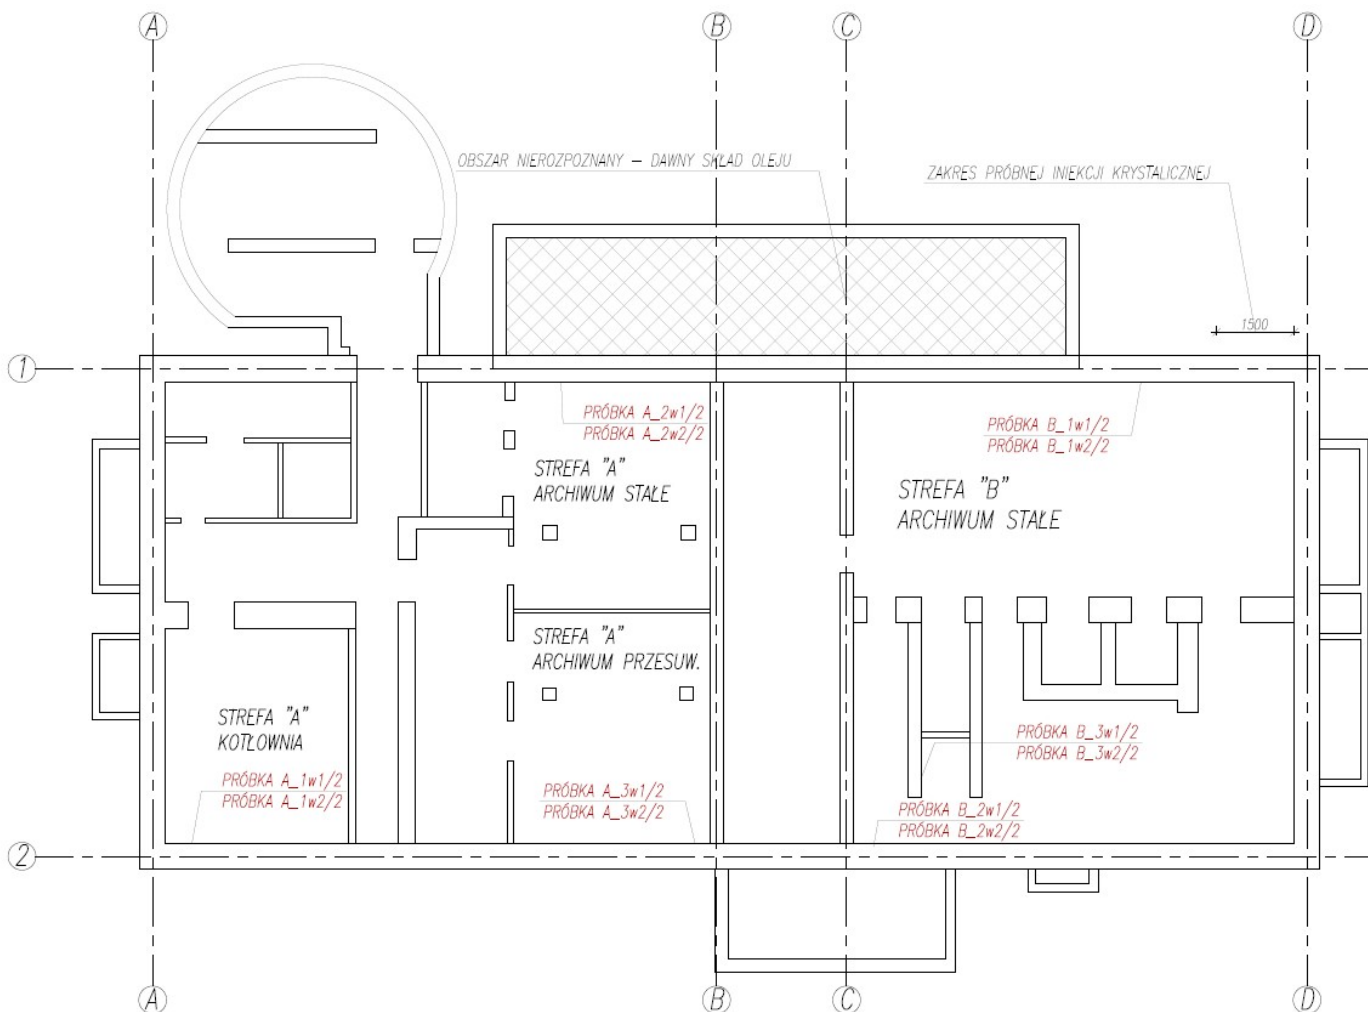 A
B
C
D
OBSZAR NIEROZPOZNANY – DAWNY SKŁAD OLEJU
ZAKRES PRÓBNEJ INIEKCJI KRYSTALICZNEJ
1500
1
PRÓBKA A_2w1/2
PRÓBKA A_2w2/2
PRÓBKA B_1w1/2
PRÓBKA B_1w2/2
STREFA "A"
ARCHIWUM STAŁE
STREFA "B"
ARCHIWUM STAŁE
STREFA "A"
ARCHIWUM PRZESUW.
STREFA "A"
KOTŁOWNIA
PRÓBKA B_3w1/2
PRÓBKA B_3w2/2
PRÓBKA A_1w1/2
PRÓBKA A_1w2/2
PRÓBKA A_3w1/2
PRÓBKA A_3w2/2
PRÓBKA B_2w1/2
PRÓBKA B_2w2/2
2
A
B
C
D